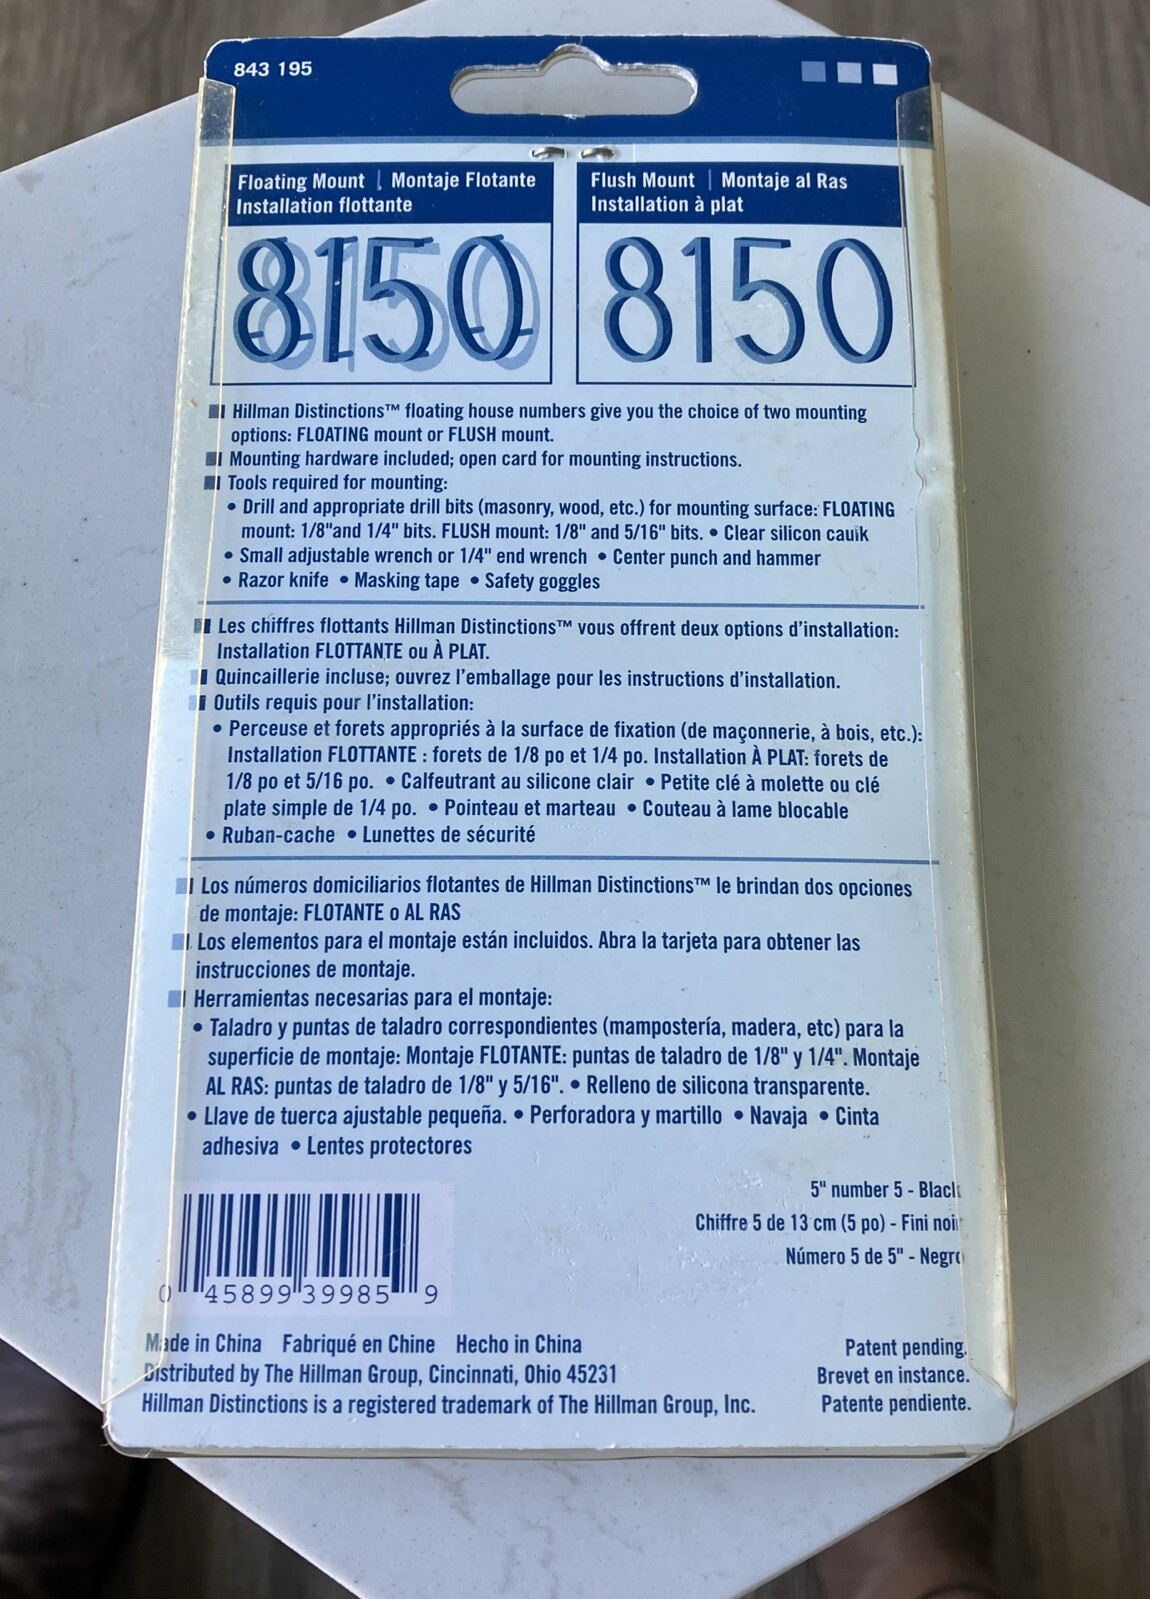 843 195
Floating Mount | Montaje Flotante
Installation flottante
8150
Flush Mount | Montaje al Ras
Installation à plat
8150
Hillman Distinctions™ floating house numbers give you the choice of two mounting
options: FLOATING mount or FLUSH mount.
Mounting hardware included; open card for mounting instructions.
Tools required for mounting:
• Drill and appropriate drill bits (masonry, wood, etc.) for mounting surface: FLOATING
mount: 1/8"and 1/4" bits. FLUSH mount: 1/8" and 5/16" bits. • Clear silicon caulk
• Small adjustable wrench or 1/4" end wrench • Center punch and hammer
• Razor knife • Masking tape • Safety goggles
Les chiffres flottants Hillman Distinctions™ vous offrent deux options d'installation:
Installation FLOTTANTE ou À PLAT.
Quincaillerie incluse; ouvrez l'emballage pour les instructions d'installation.
Outils requis pour l'installation:
• Perceuse et forets appropriés à la surface de fixation (de maçonnerie, à bois, etc.):
Installation FLOTTANTE : forets de 1/8 po et 1/4 po. Installation À PLAT: forets de
1/8 po et 5/16 po. • Calfeutrant au silicone clair • Petite clé à molette ou clé
plate simple de 1/4 po. • Pointeau et marteau • Couteau à lame blocable
• Ruban-cache • Lunettes de sécurité
Los números domiciliarios flotantes de Hillman Distinctions™ le brindan dos opciones
de montaje: FLOTANTE o AL RAS
Los elementos para el montaje están incluidos. Abra la tarjeta para obtener las
instrucciones de montaje.
Herramientas necesarias para el montaje:
• Taladro y puntas de taladro correspondientes (mampostería, madera, etc) para la
superficie de montaje: Montaje FLOTANTE: puntas de taladro de 1/8" y 1/4". Montaje
AL RAS: puntas de taladro de 1/8" y 5/16". • Relleno de silicona transparente.
• Llave de tuerca ajustable pequeña. • Perforadora y martillo • Navaja • Cinta
adhesiva • Lentes protectores
5" number 5 - Black
Chiffre 5 de 13 cm (5 po) - Fini noir
Número 5 de 5" - Negro
0 45899 39985 9
Made in China Fabriqué en Chine Hecho in China
Distributed by The Hillman Group, Cincinnati, Ohio 45231
Hillman Distinctions is a registered trademark of The Hillman Group, Inc.
Patent pending.
Brevet en instance.
Patente pendiente.